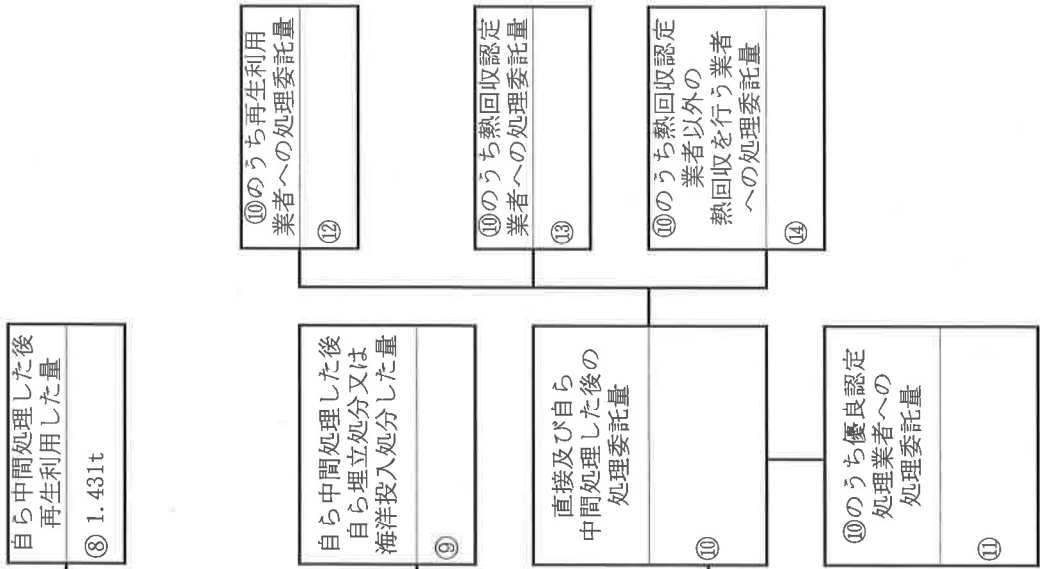 自ら中間処理した後
再生利用した量
⑧ 1.431t
自ら中間処理した後
自ら埋立処分又は
海洋投入処分した量
⑨
直接及び自ら
中間処理した後の
処理委託量
⑩
⑩のうち優良認定
処理業者への
処理委託量
⑪
⑩のうち再生利用
業者への処理委託量
⑫
⑩のうち熱回収認定
業者への処理委託量
⑬
⑩のうち熱回収認定
業者以外の
熱回収を行う業者
への処理委託量
⑭